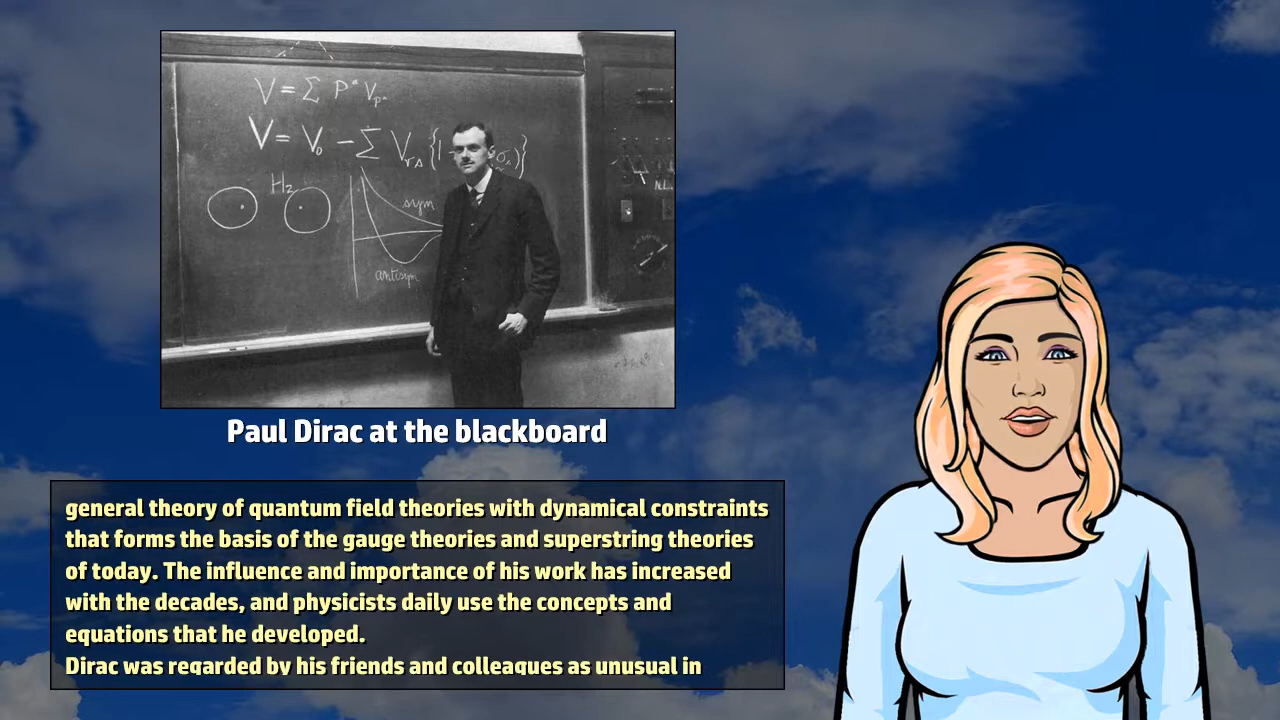 V = Σ P
V = V₀ – Σ V
H₂
sym
antisym
Paul Dirac at the blackboard
general theory of quantum field theories with dynamical constraints
that forms the basis of the gauge theories and superstring theories
of today. The influence and importance of his work has increased
with the decades, and physicists daily use the concepts and
equations that he developed.
Dirac was regarded by his friends and colleagues as unusual in